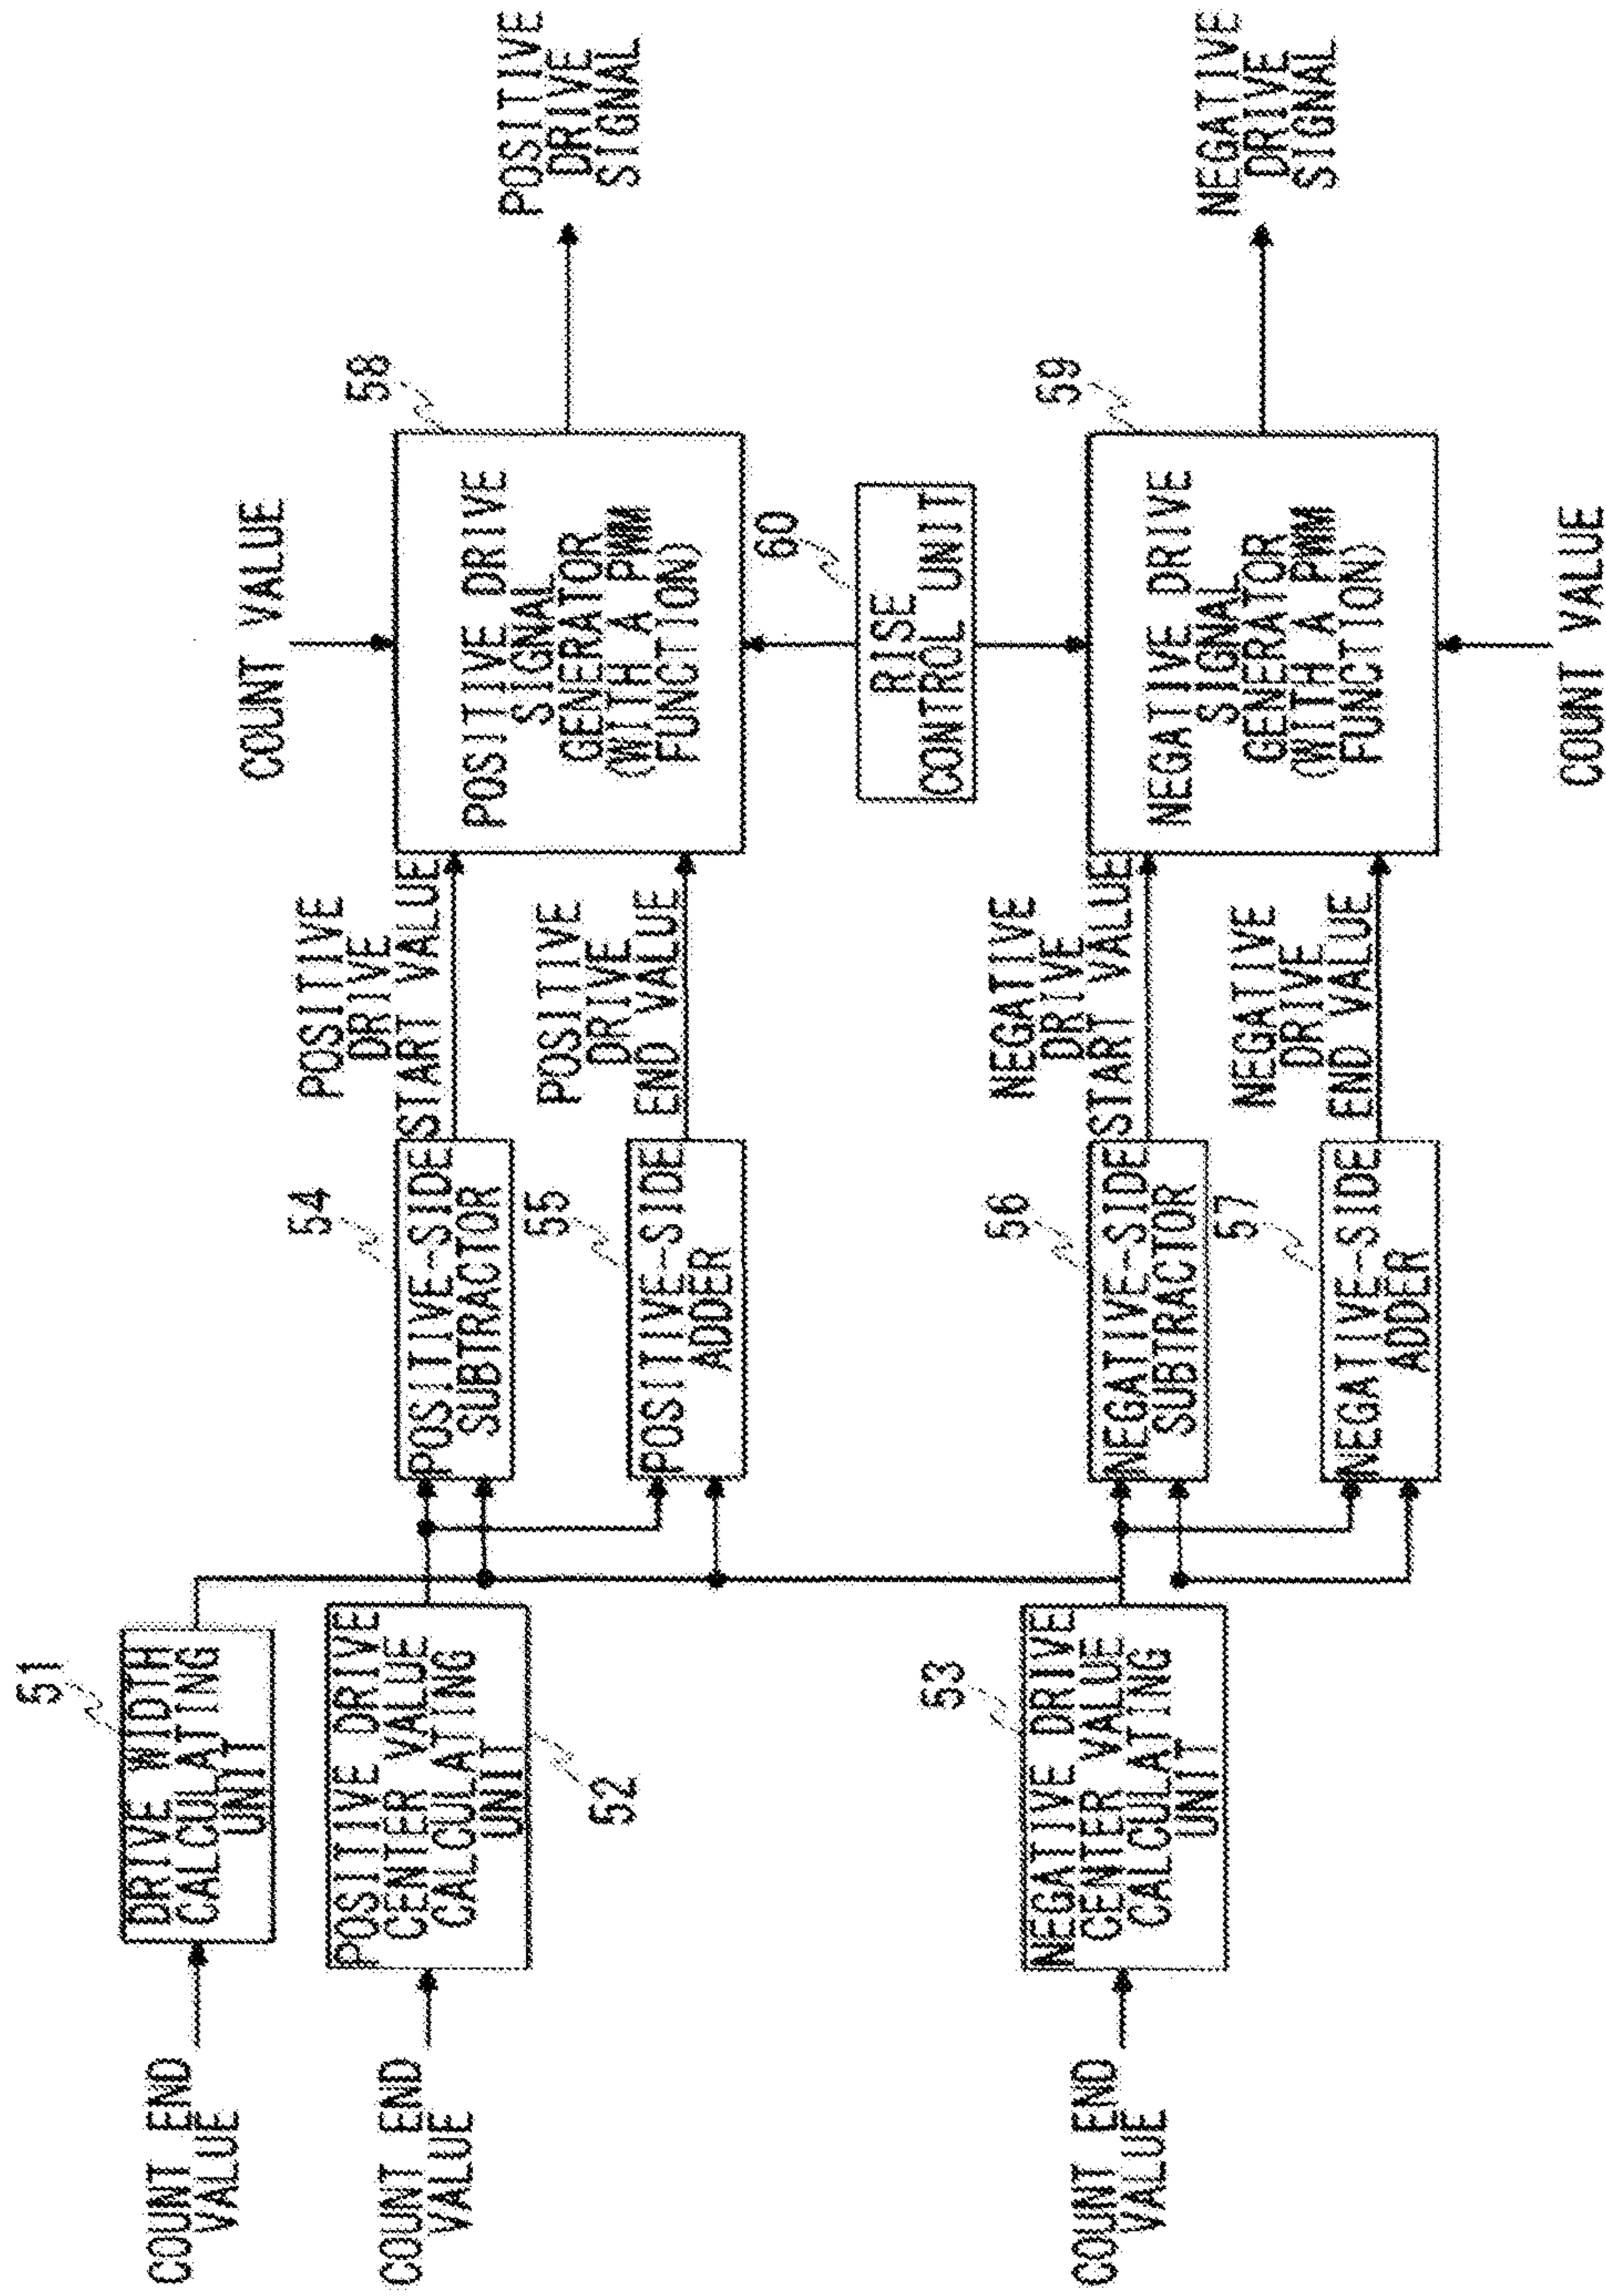 COUNT END
VALUE
51
DRIVE WIDTH
CALCULATING
UNIT
COUNT END
VALUE
POSITIVE DRIVE
CENTER VALUE
CALCULATING
UNIT
52
COUNT END
VALUE
53
NEGATIVE DRIVE
CENTER VALUE
CALCULATING
UNIT
54
POSITIVE-SIDE
SUBTRACTOR
55
POSITIVE-SIDE
ADDER
56
NEGATIVE-SIDE
SUBTRACTOR
57
NEGATIVE-SIDE
ADDER
POSITIVE
DRIVE
START VALUE
POSITIVE
DRIVE
END VALUE
NEGATIVE
DRIVE
START VALUE
NEGATIVE
DRIVE
END VALUE
COUNT VALUE
58
POSITIVE DRIVE
SIGNAL
GENERATOR
(WITH A PWM
FUNCTION)
60
RISE
CONTROL UNIT
59
NEGATIVE DRIVE
SIGNAL
GENERATOR
(WITH A PWM
FUNCTION)
COUNT VALUE
POSITIVE
DRIVE
SIGNAL
NEGATIVE
DRIVE
SIGNAL